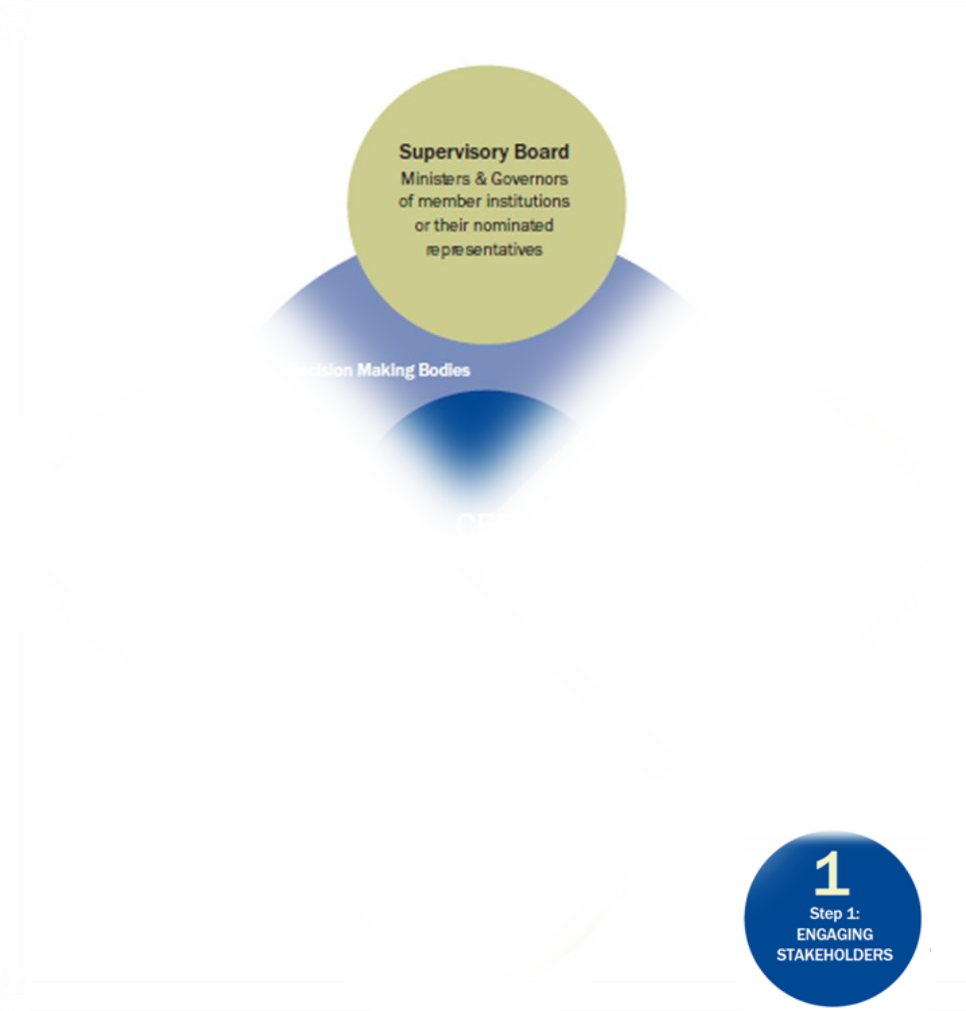 Supervisory Board
Ministers & Governors
of member institutions
or their nominated
representatives
Making Bodies
1
Step 1:
ENGAGING
STAKEHOLDERS